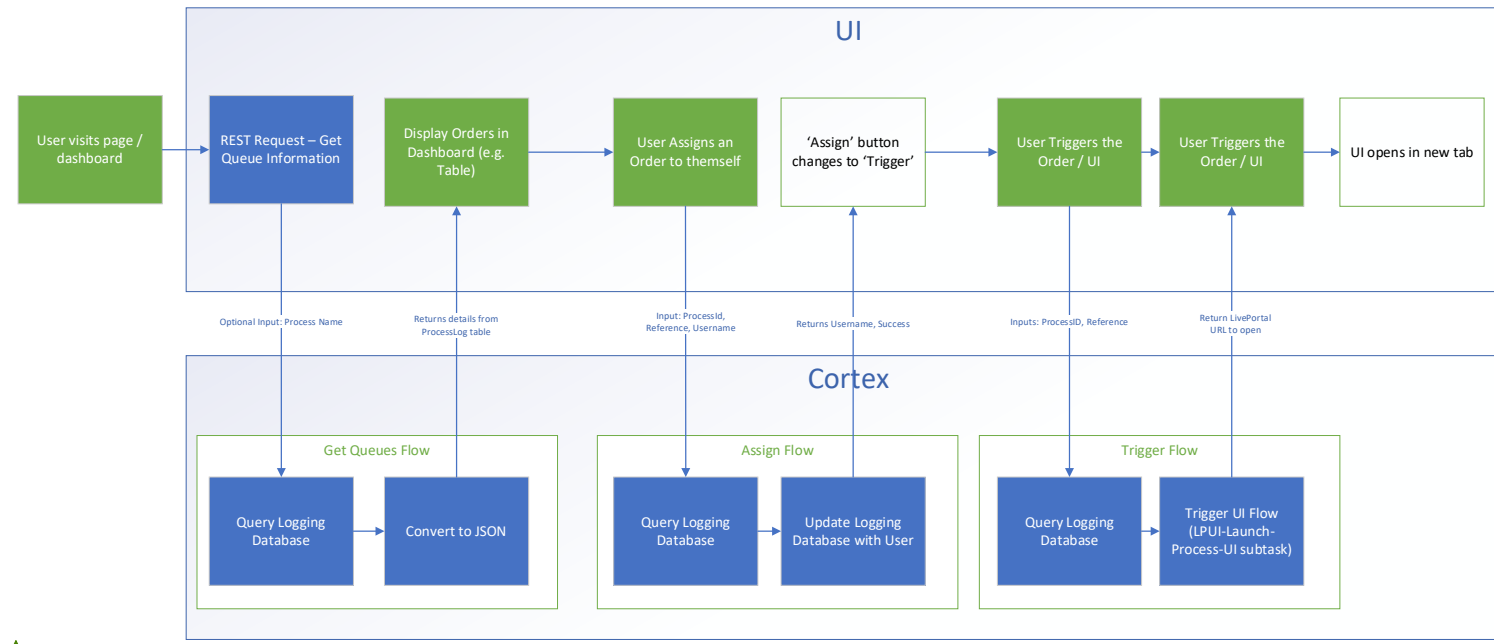 UI
User visits page /
dashboard
REST Request – Get
Queue Information
Display Orders in
Dashboard (e.g.
Table)
User Assigns an
Order to themself
‘Assign’ button
changes to ‘Trigger’
User Triggers the
Order / UI
User Triggers the
Order / UI
UI opens in new tab
Optional Input: Process Name
Returns details from
ProcessLog table
Input: ProcessId,
Reference, Username
Returns Username, Success
Inputs: ProcessID, Reference
Return LivePortal
URL to open
Cortex
Get Queues Flow
Query Logging
Database
Convert to JSON
Assign Flow
Query Logging
Database
Update Logging
Database with User
Trigger Flow
Query Logging
Database
Trigger UI Flow
(LPUI-Launch-
Process-UI subtask)